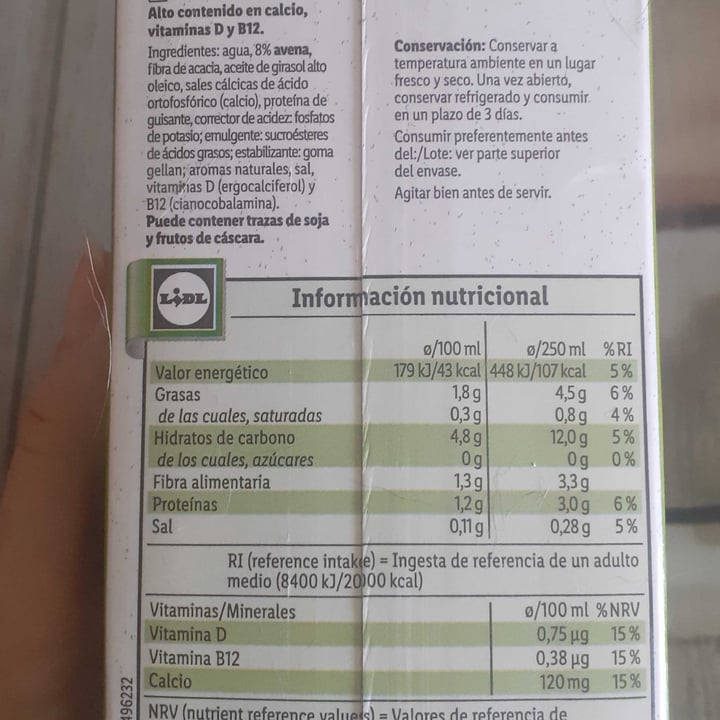 Alto contenido en calcio,
vitaminas D y B12.
Ingredientes: agua, 8% avena,
fibra de acacia, aceite de girasol alto
oleico, sales cálcicas de ácido
ortofosfórico (calcio), proteína de
guisante, corrector de acidez: fosfatos
de potasio; emulgente: sucroésteres
de ácidos grasos; estabilizante: goma
gellan; aromas naturales, sal,
vitaminas D (ergocalciferol) y
B12 (cianocobalamina).
Puede contener trazas de soja
y frutos de cáscara.
Conservación: Conservar a
temperatura ambiente en un lugar
fresco y seco. Una vez abierto,
conservar refrigerado y consumir
en un plazo de 3 días.
Consumir preferentemente antes
del:/Lote: ver parte superior
del envase.
Agitar bien antes de servir.
LIDL
Información nutricional
ø/100 ml ø/250 ml % RI
Valor energético 179 kJ/43 kcal 448 kJ/107 kcal 5 %
Grasas 1,8 g 4,5 g 6 %
de las cuales, saturadas 0,3 g 0,8 g 4 %
Hidratos de carbono 4,8 g 12,0 g 5 %
de los cuales, azúcares 0 g 0 g 0 %
Fibra alimentaria 1,3 g 3,3 g
Proteínas 1,2 g 3,0 g 6 %
Sal 0,11 g 0,28 g 5 %
RI (reference intake) = Ingesta de referencia de un adulto
medio (8400 kJ/2000 kcal)
Vitaminas/Minerales ø/100 ml % NRV
Vitamina D 0,75 µg 15 %
Vitamina B12 0,38 µg 15 %
Calcio 120 mg 15 %
NRV (nutrient reference values) = Valores de referencia de
496232